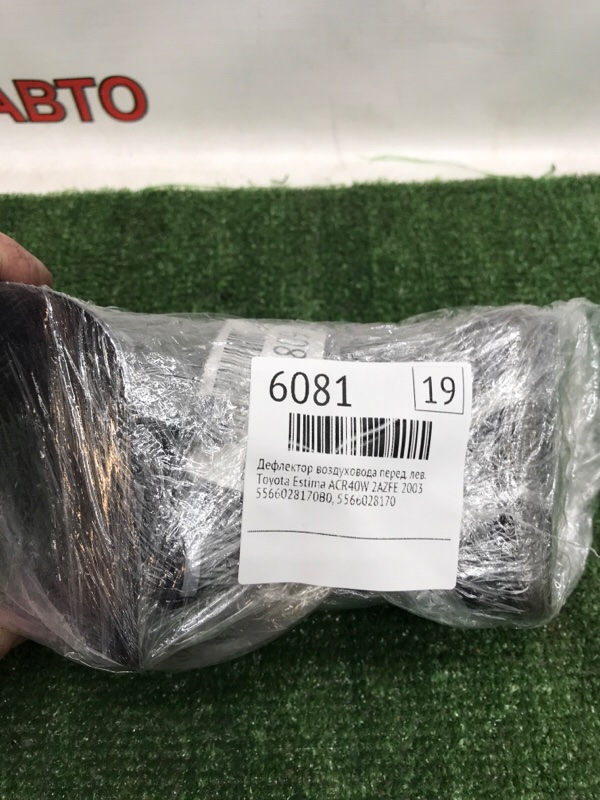 АВТО
6081
19
Дефлектор воздуховода перед. лев.
Toyota Estima ACR40W 2AZFE 2003
5566028170B0, 5566028170